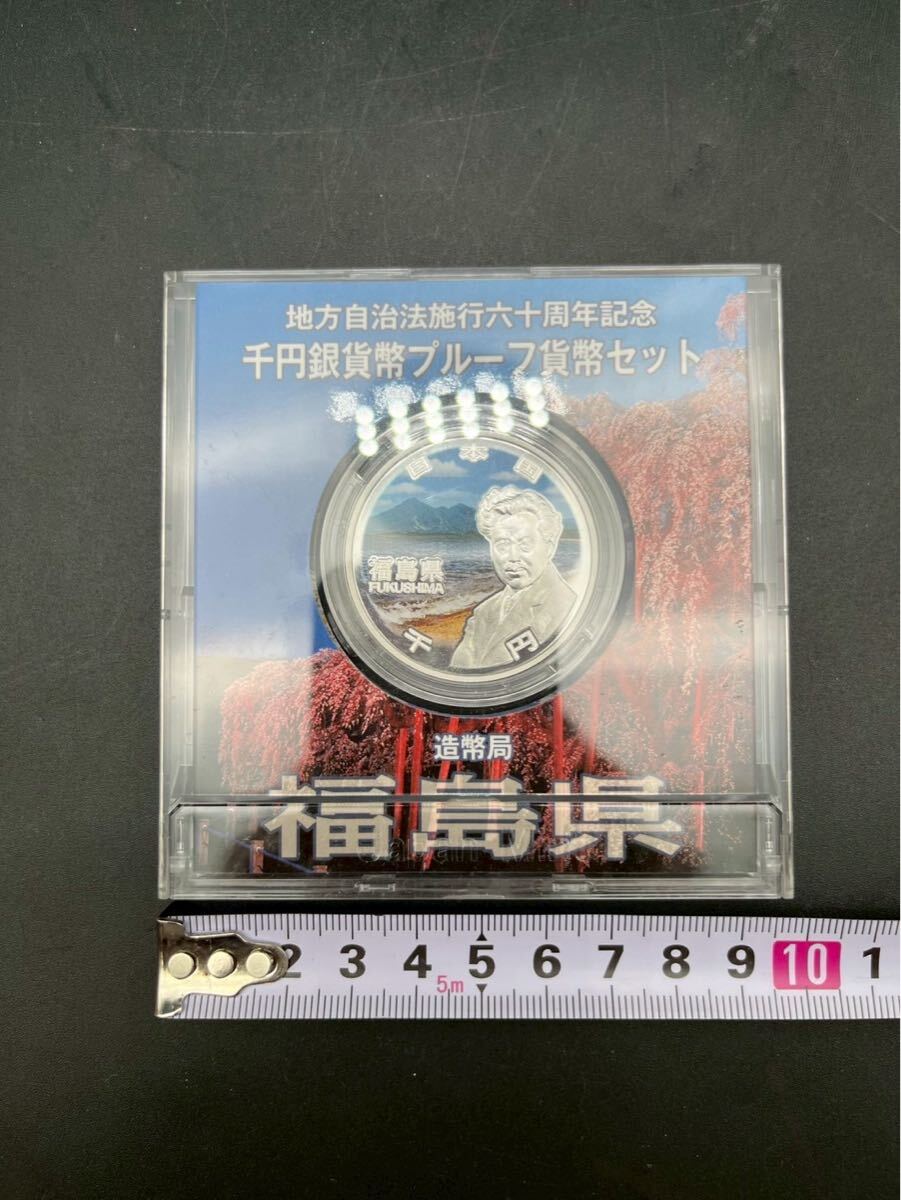 地方自治法施行六十周年記念
千円銀貨幣プルーフ貨幣セット
日本国
福島県
FUKUSHIMA
千円
造幣局
福島県
Japan Mint
2 3 4 5 6 7 8 9 10 1
5m